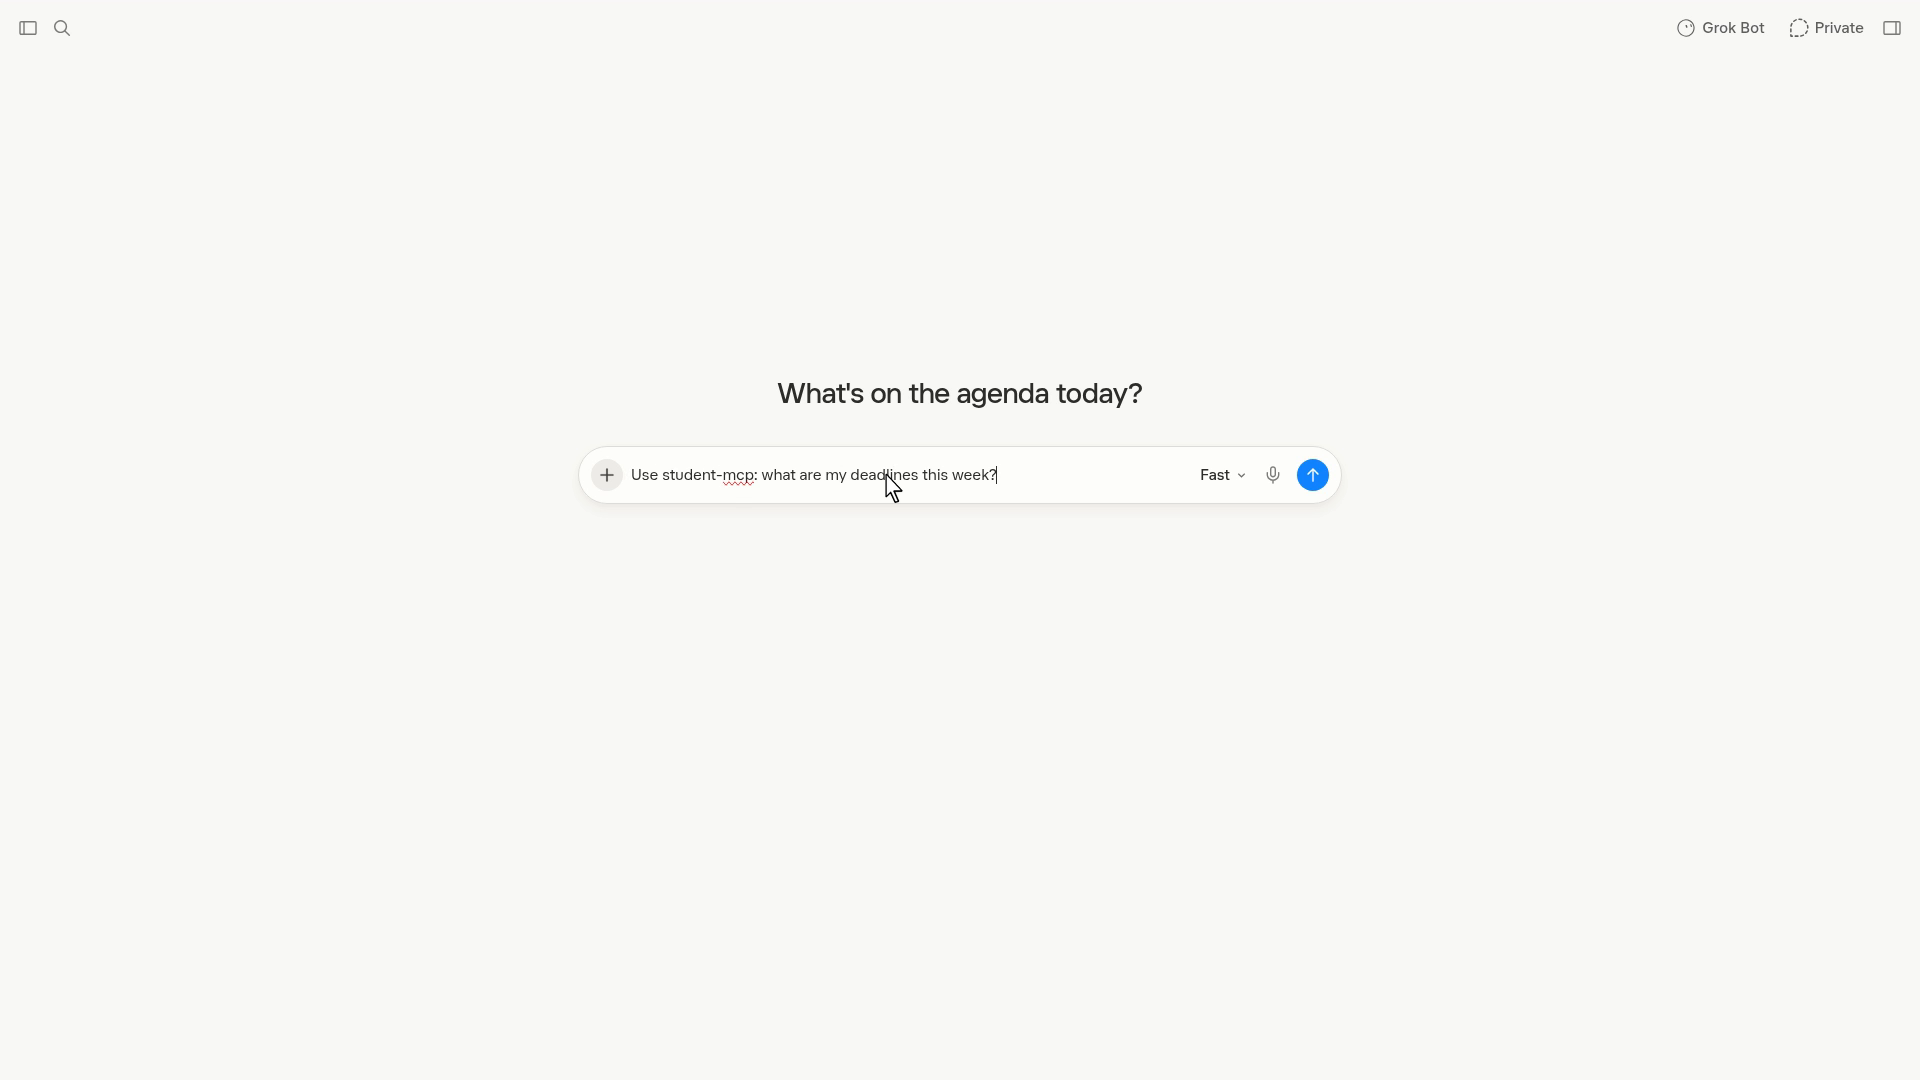 Grok Bot
Private
What's on the agenda today?
Use student-mcp: what are my deadlines this week?
Fast